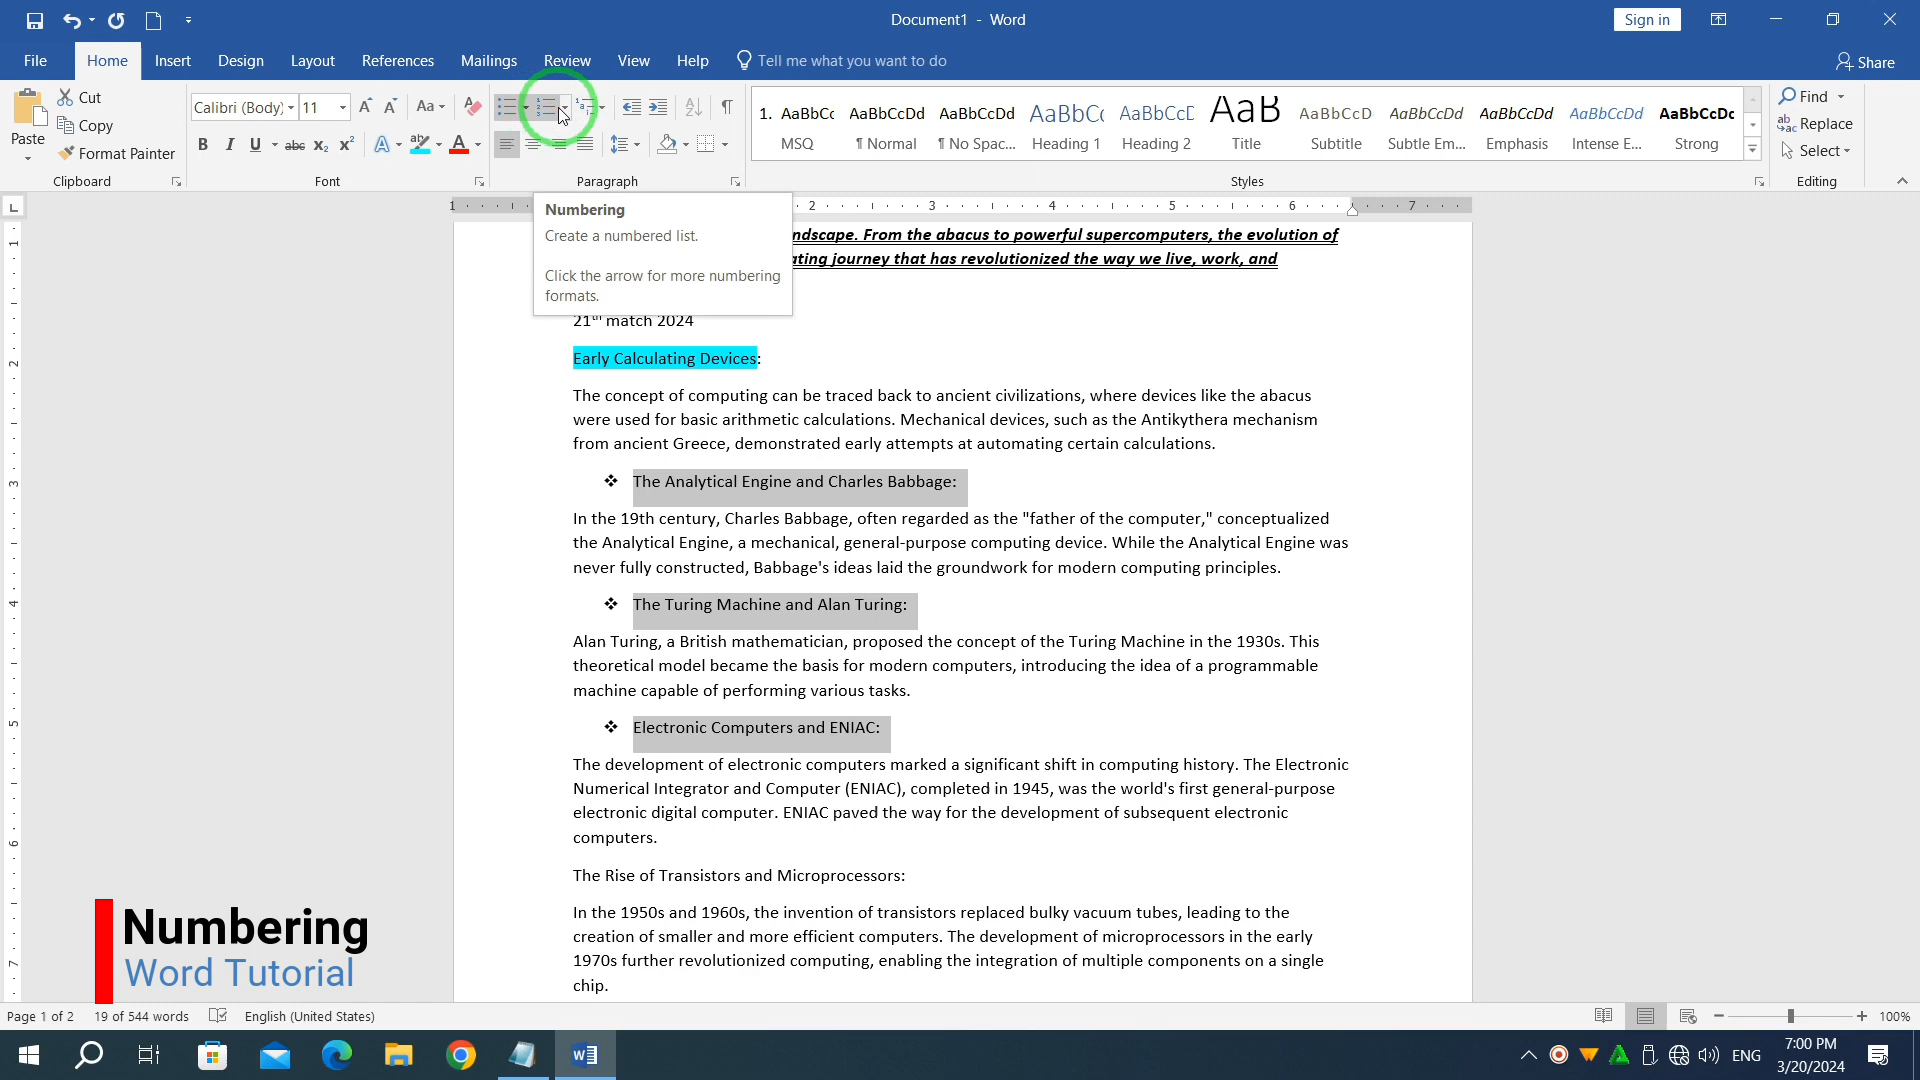 Document1 - Word
Sign in
File Home Insert Design Layout References Mailings Review View Help Tell me what you want to do
Share
Paste
Cut
Copy
Format Painter
Clipboard
Calibri (Body) 11
Font
Paragraph
1. AaBbCc
MSQ
AaBbCcDd
¶ Normal
AaBbCcDd
¶ No Spac...
AaBbCc
Heading 1
AaBbCcD
Heading 2
AaB
Title
AaBbCcD
Subtitle
AaBbCcDd
Subtle Em...
AaBbCcDd
Emphasis
AaBbCcDd
Intense E...
AaBbCcDc
Strong
Styles
Find
Replace
Select
Editing
Numbering
Create a numbered list.
Click the arrow for more numbering
formats.
1 2 3 4 5 6 7
ndscape. From the abacus to powerful supercomputers, the evolution of
ating journey that has revolutionized the way we live, work, and
21th match 2024
Early Calculating Devices:
The concept of computing can be traced back to ancient civilizations, where devices like the abacus
were used for basic arithmetic calculations. Mechanical devices, such as the Antikythera mechanism
from ancient Greece, demonstrated early attempts at automating certain calculations.
❖ The Analytical Engine and Charles Babbage:
In the 19th century, Charles Babbage, often regarded as the "father of the computer," conceptualized
the Analytical Engine, a mechanical, general-purpose computing device. While the Analytical Engine was
never fully constructed, Babbage's ideas laid the groundwork for modern computing principles.
❖ The Turing Machine and Alan Turing:
Alan Turing, a British mathematician, proposed the concept of the Turing Machine in the 1930s. This
theoretical model became the basis for modern computers, introducing the idea of a programmable
machine capable of performing various tasks.
❖ Electronic Computers and ENIAC:
The development of electronic computers marked a significant shift in computing history. The Electronic
Numerical Integrator and Computer (ENIAC), completed in 1945, was the world's first general-purpose
electronic digital computer. ENIAC paved the way for the development of subsequent electronic
computers.
The Rise of Transistors and Microprocessors:
In the 1950s and 1960s, the invention of transistors replaced bulky vacuum tubes, leading to the
creation of smaller and more efficient computers. The development of microprocessors in the early
1970s further revolutionized computing, enabling the integration of multiple components on a single
chip.
Numbering
Word Tutorial
Page 1 of 2 19 of 544 words English (United States)
100%
ENG
7:00 PM
3/20/2024